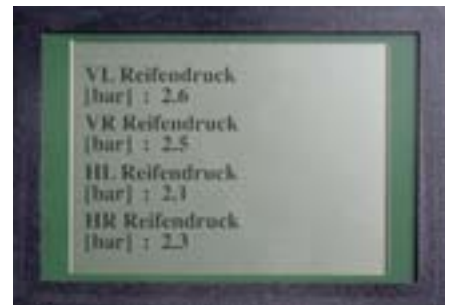 VL Reifendruck
[bar] : 2.6
VR Reifendruck
[bar] : 2.5
HL Reifendruck
[bar] : 2.1
HR Reifendruck
[bar] : 2.3